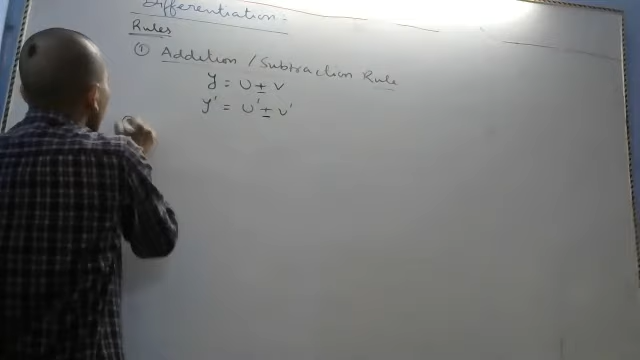 Differentiation :-
Rules
① Addition / Subtraction Rule
y = u ± v
y' = u' ± v'